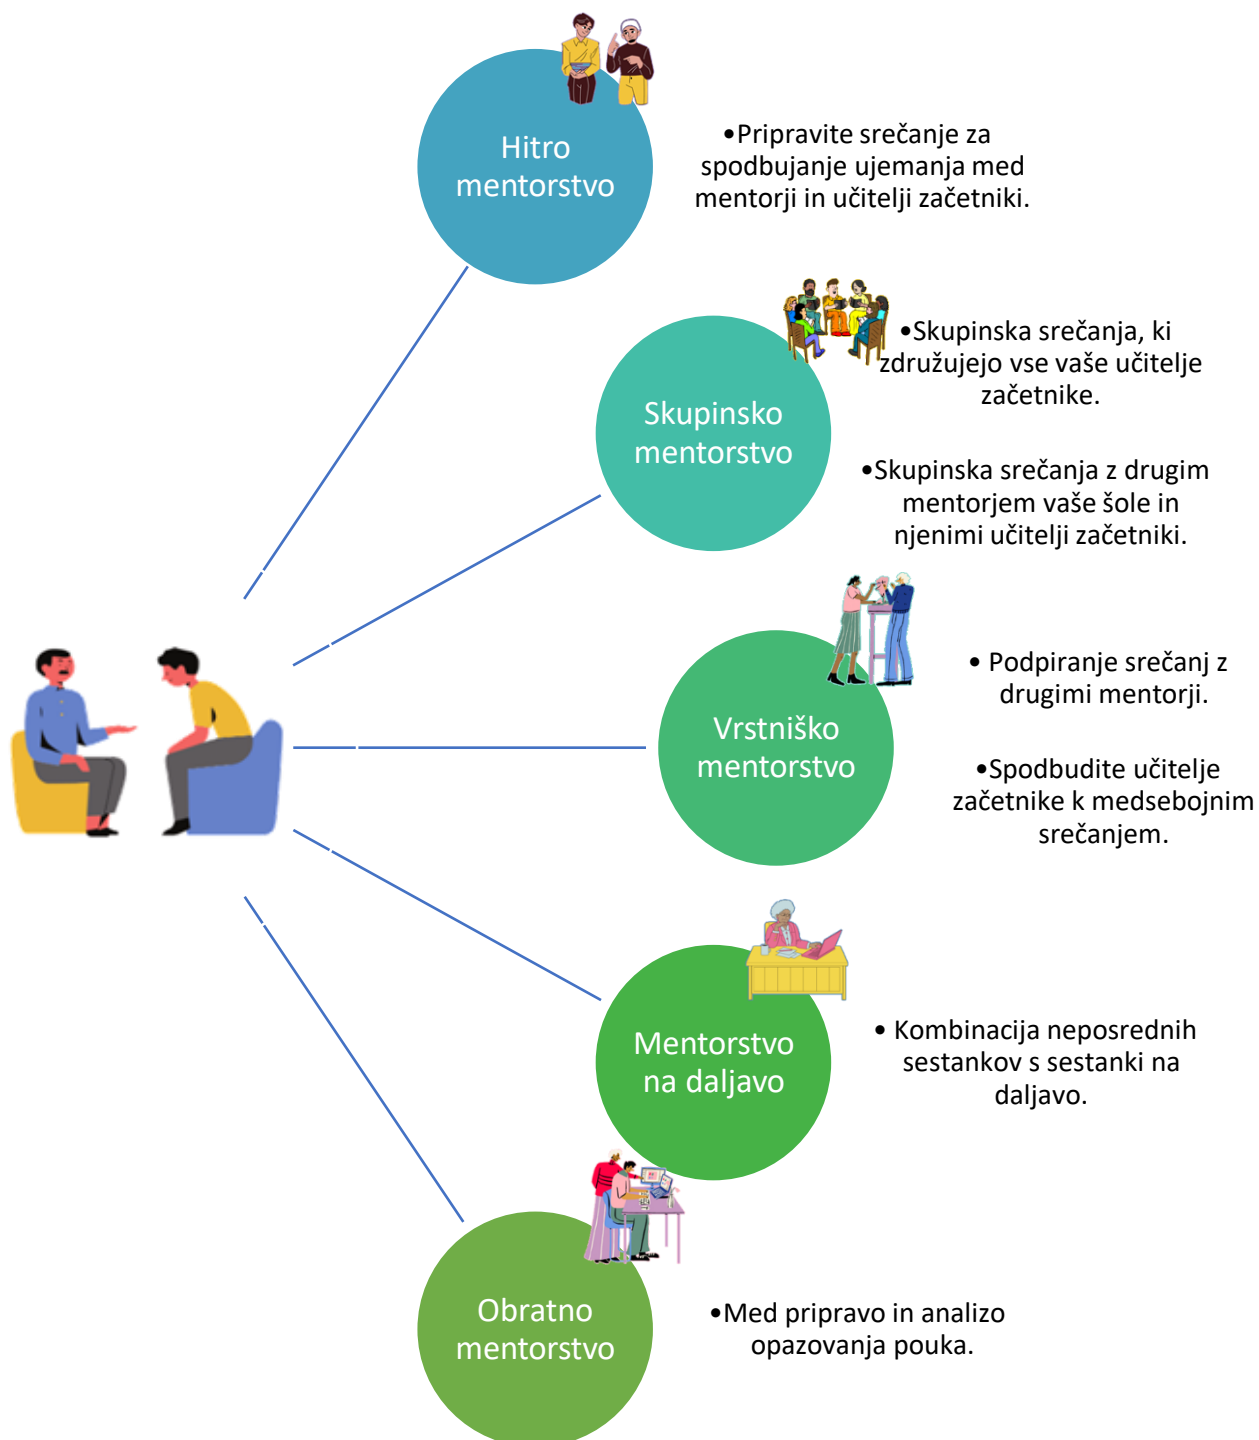 Hitro
mentorstvo
•Pripravite srečanje za
spodbujanje ujemanja med
mentorji in učitelji začetniki.
Skupinsko
mentorstvo
•Skupinska srečanja, ki
združujejo vse vaše učitelje
začetnike.
•Skupinska srečanja z drugim
mentorjem vaše šole in
njenimi učitelji začetniki.
Vrstniško
mentorstvo
• Podpiranje srečanj z
drugimi mentorji.
•Spodbudite učitelje
začetnike k medsebojnim
srečanjem.
Mentorstvo
na daljavo
• Kombinacija neposrednih
sestankov s sestanki na
daljavo.
Obratno
mentorstvo
•Med pripravo in analizo
opazovanja pouka.